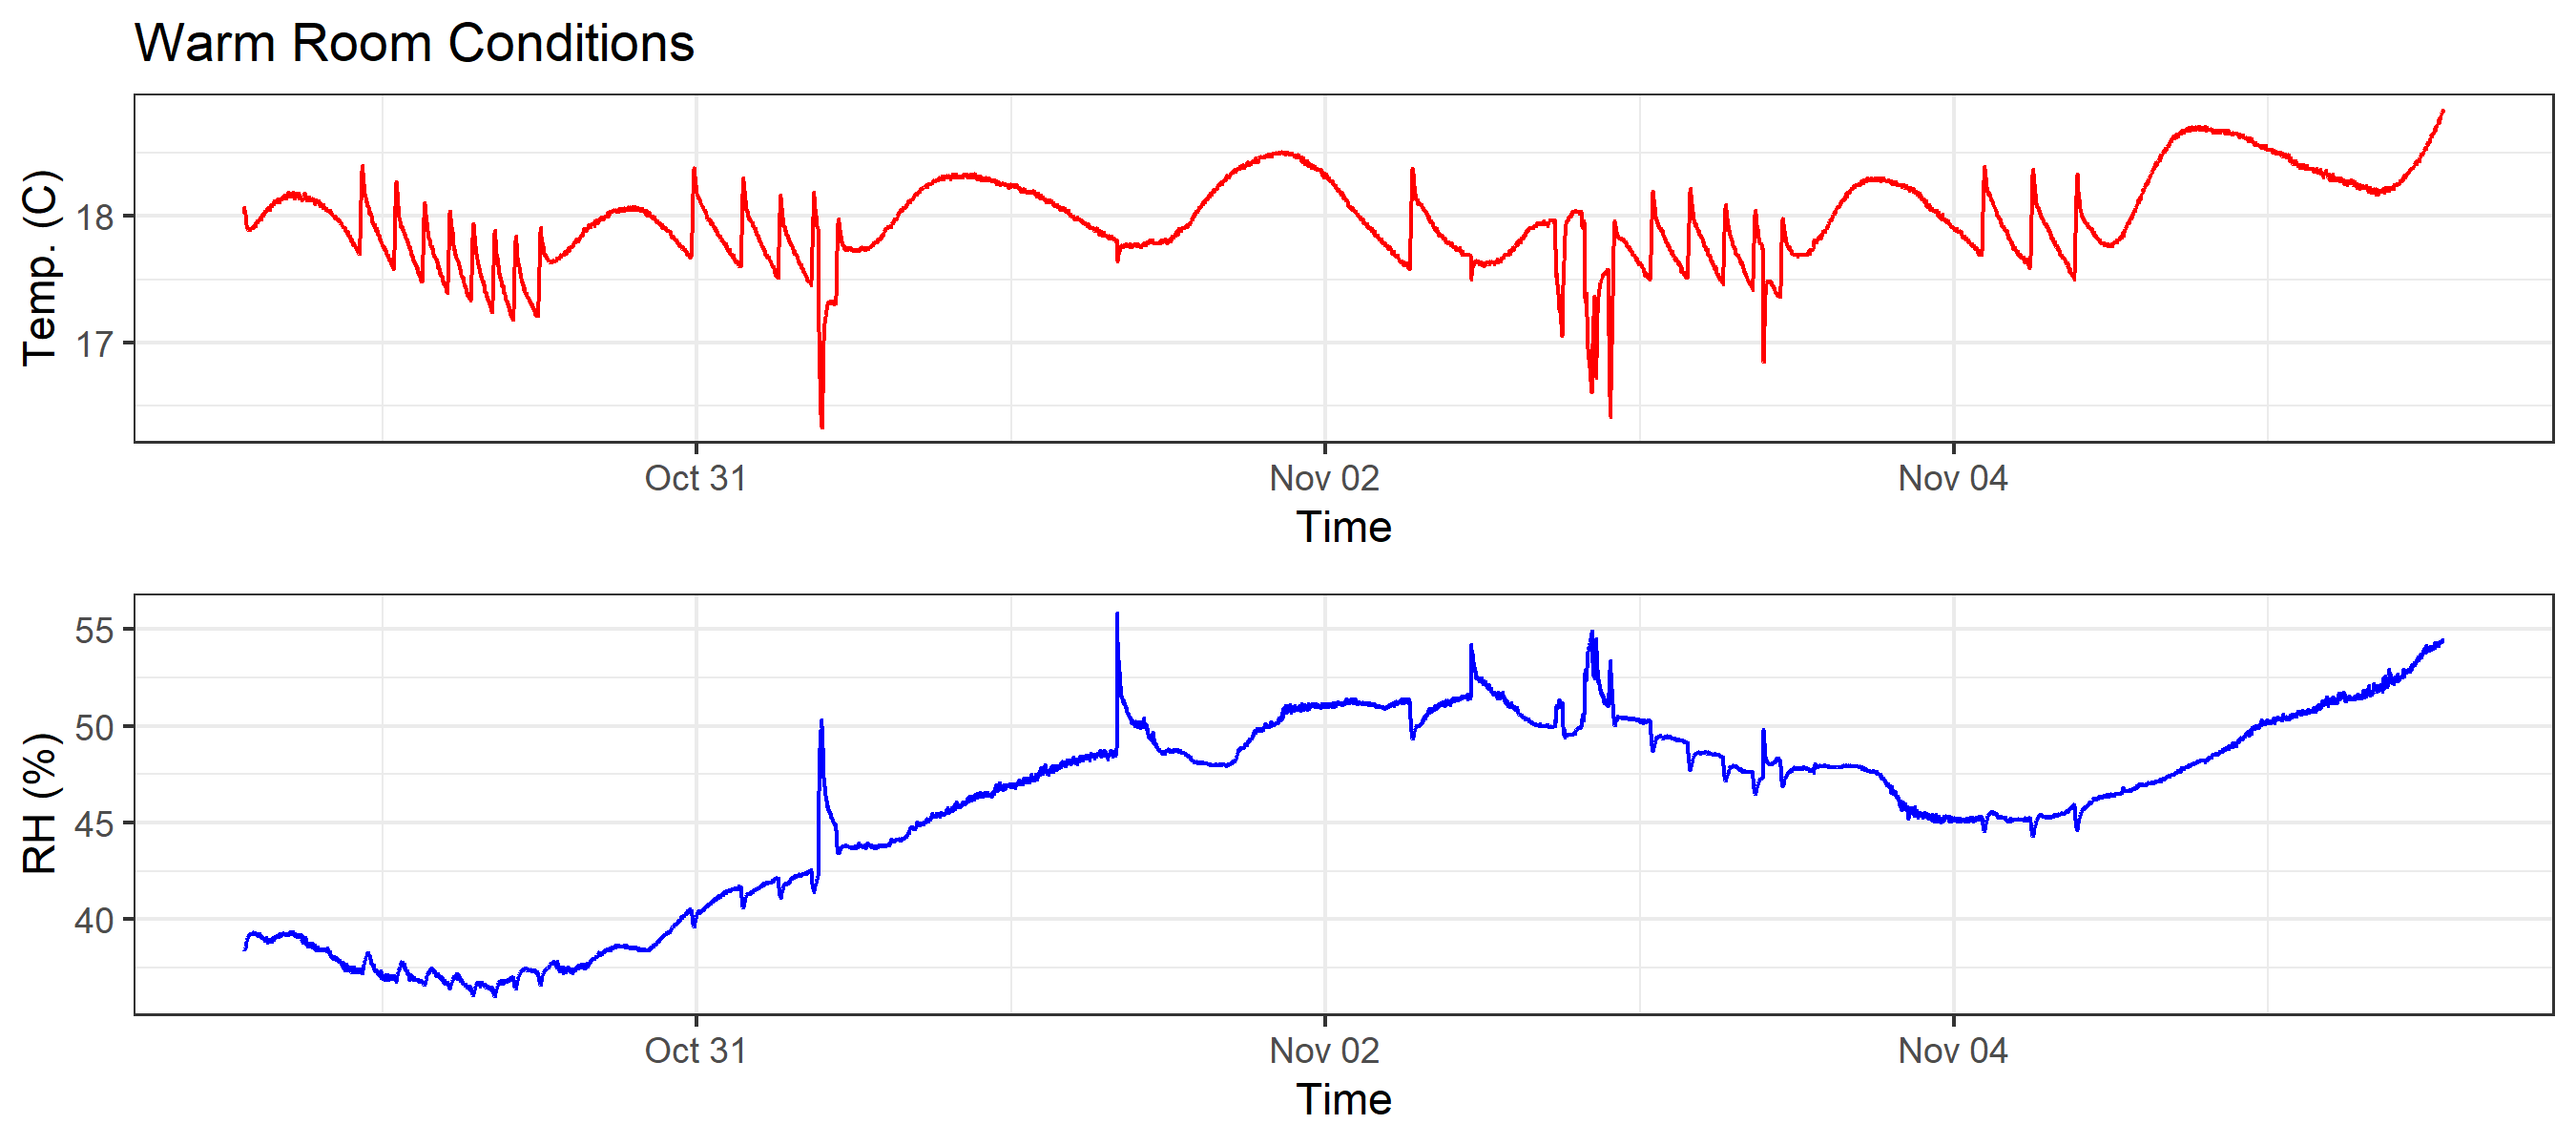 Warm Room Conditions
Temp. (C)
18
17
Oct 31 Nov 02 Nov 04
Time
RH (%)
55
50
45
40
Oct 31 Nov 02 Nov 04
Time